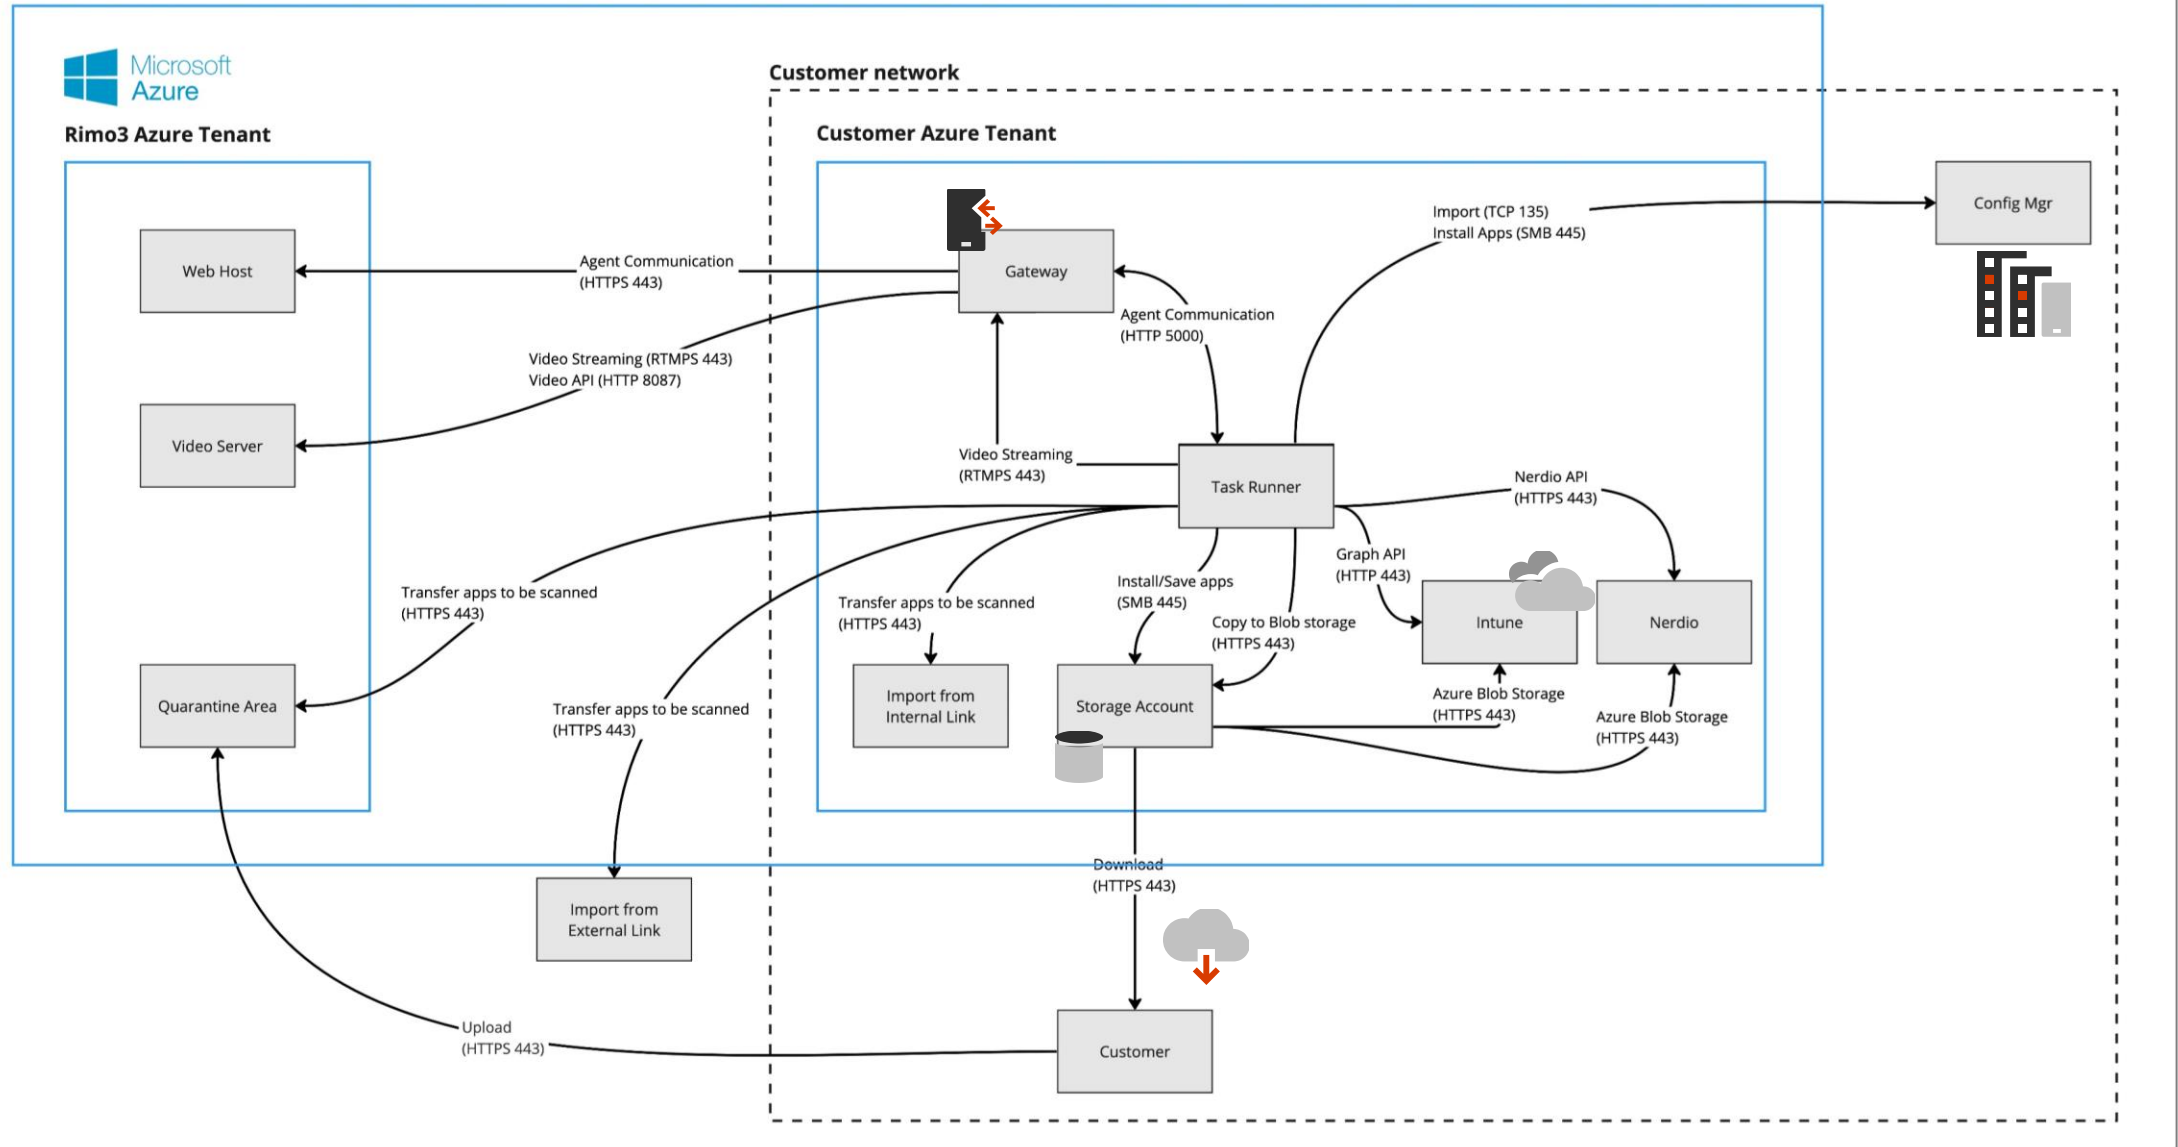 Microsoft
Azure
Customer network
Rimo3 Azure Tenant
Customer Azure Tenant
Web Host
Agent Communication
(HTTPS 443)
Gateway
Import (TCP 135)
Install Apps (SMB 445)
Config Mgr
Agent Communication
(HTTP 5000)
Video Streaming (RTMPS 443)
Video API (HTTP 8087)
Video Server
Video Streaming
(RTMPS 443)
Task Runner
Nerdio API
(HTTPS 443)
Graph API
(HTTP 443)
Transfer apps to be scanned
(HTTPS 443)
Transfer apps to be scanned
(HTTPS 443)
Install/Save apps
(SMB 445)
Copy to Blob storage
(HTTPS 443)
Intune
Nerdio
Quarantine Area
Transfer apps to be scanned
(HTTPS 443)
Import from
Internal Link
Storage Account
Azure Blob Storage
(HTTPS 443)
Azure Blob Storage
(HTTPS 443)
Download
(HTTPS 443)
Import from
External Link
Upload
(HTTPS 443)
Customer